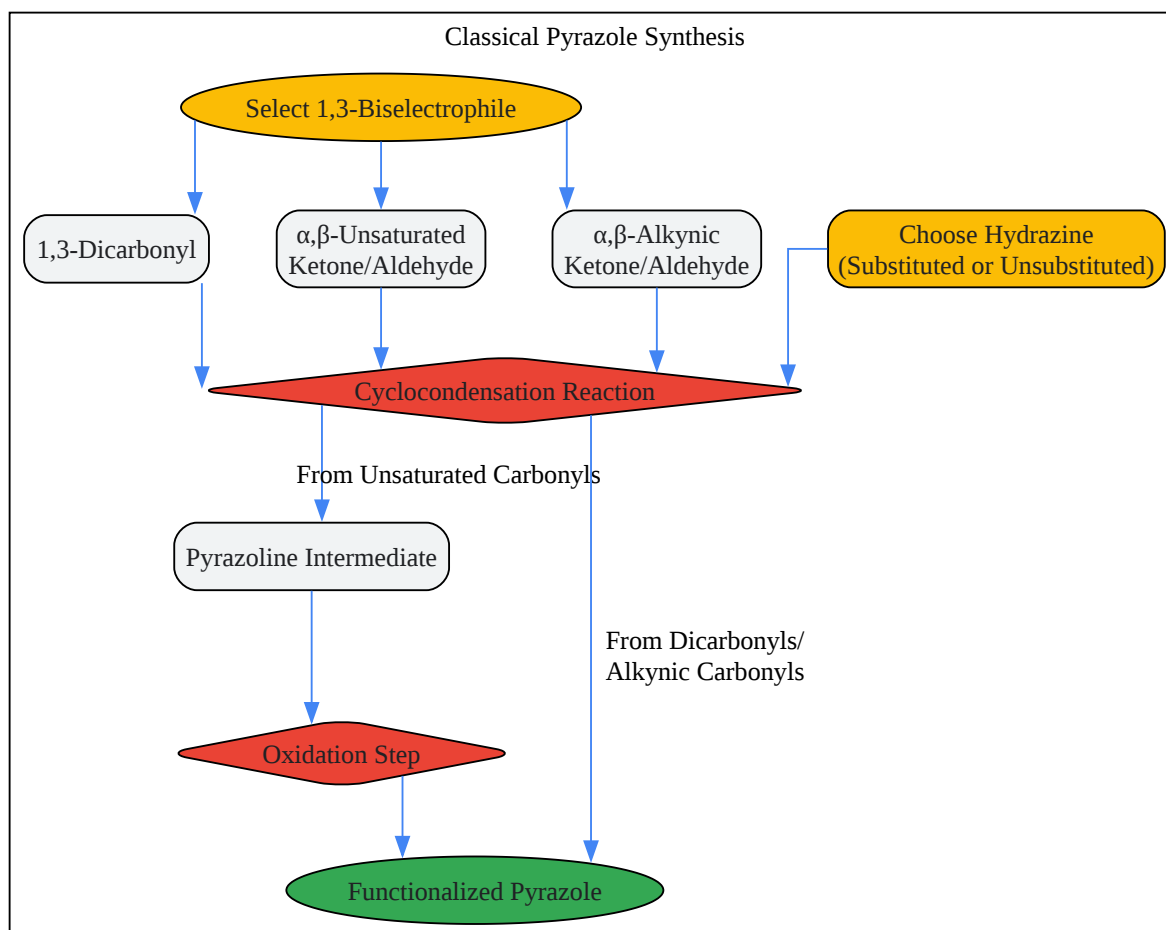 Classical Pyrazole Synthesis
Select 1,3-Biselectrophile
1,3-Dicarbonyl
α,β-Unsaturated
Ketone/Aldehyde
α,β-Alkynic
Ketone/Aldehyde
Choose Hydrazine
(Substituted or Unsubstituted)
Cyclocondensation Reaction
From Unsaturated Carbonyls
Pyrazoline Intermediate
From Dicarbonyls/
Alkynic Carbonyls
Oxidation Step
Functionalized Pyrazole